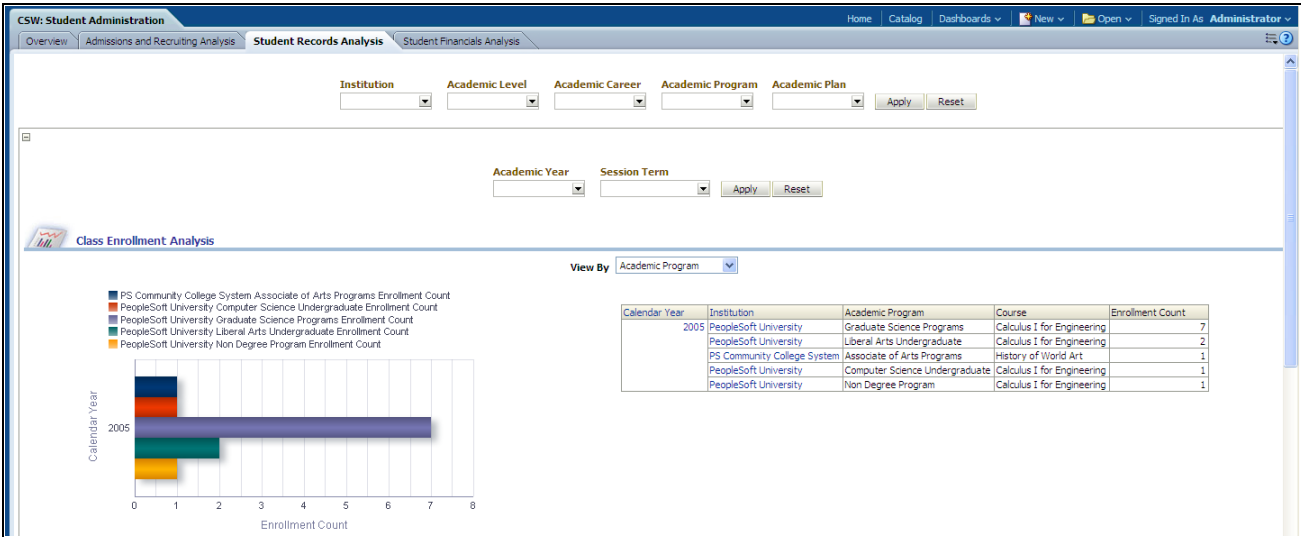 CSW: Student Administration
Home Catalog Dashboards New Open Signed In As Administrator
Overview Admissions and Recruiting Analysis Student Records Analysis Student Financials Analysis
Institution Academic Level Academic Career Academic Program Academic Plan
Apply Reset
Academic Year Session Term
Apply Reset
Class Enrollment Analysis
View By Academic Program
PS Community College System Associate of Arts Programs Enrollment Count
PeopleSoft University Computer Science Undergraduate Enrollment Count
PeopleSoft University Graduate Science Programs Enrollment Count
PeopleSoft University Liberal Arts Undergraduate Enrollment Count
PeopleSoft University Non Degree Program Enrollment Count
Calendar Year
2005
0 1 2 3 4 5 6 7 8
Enrollment Count
Calendar Year Institution Academic Program Course Enrollment Count
2005 PeopleSoft University Graduate Science Programs Calculus I for Engineering 7
PeopleSoft University Liberal Arts Undergraduate Calculus I for Engineering 2
PS Community College System Associate of Arts Programs History of World Art 1
PeopleSoft University Computer Science Undergraduate Calculus I for Engineering 1
PeopleSoft University Non Degree Program Calculus I for Engineering 1